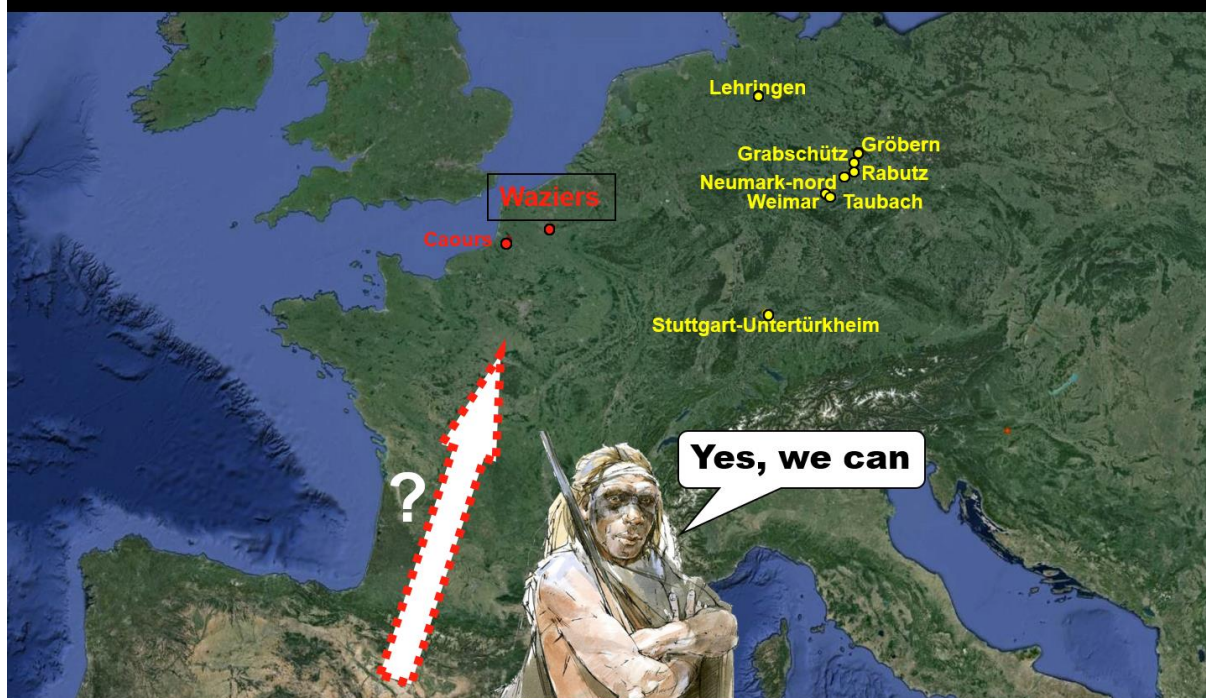 Lehringen
Gröbern
Grabschütz
Rabutz
Neumark-nord
Weimar
Taubach
Waziers
Caours
Stuttgart-Untertürkheim
Yes, we can
?